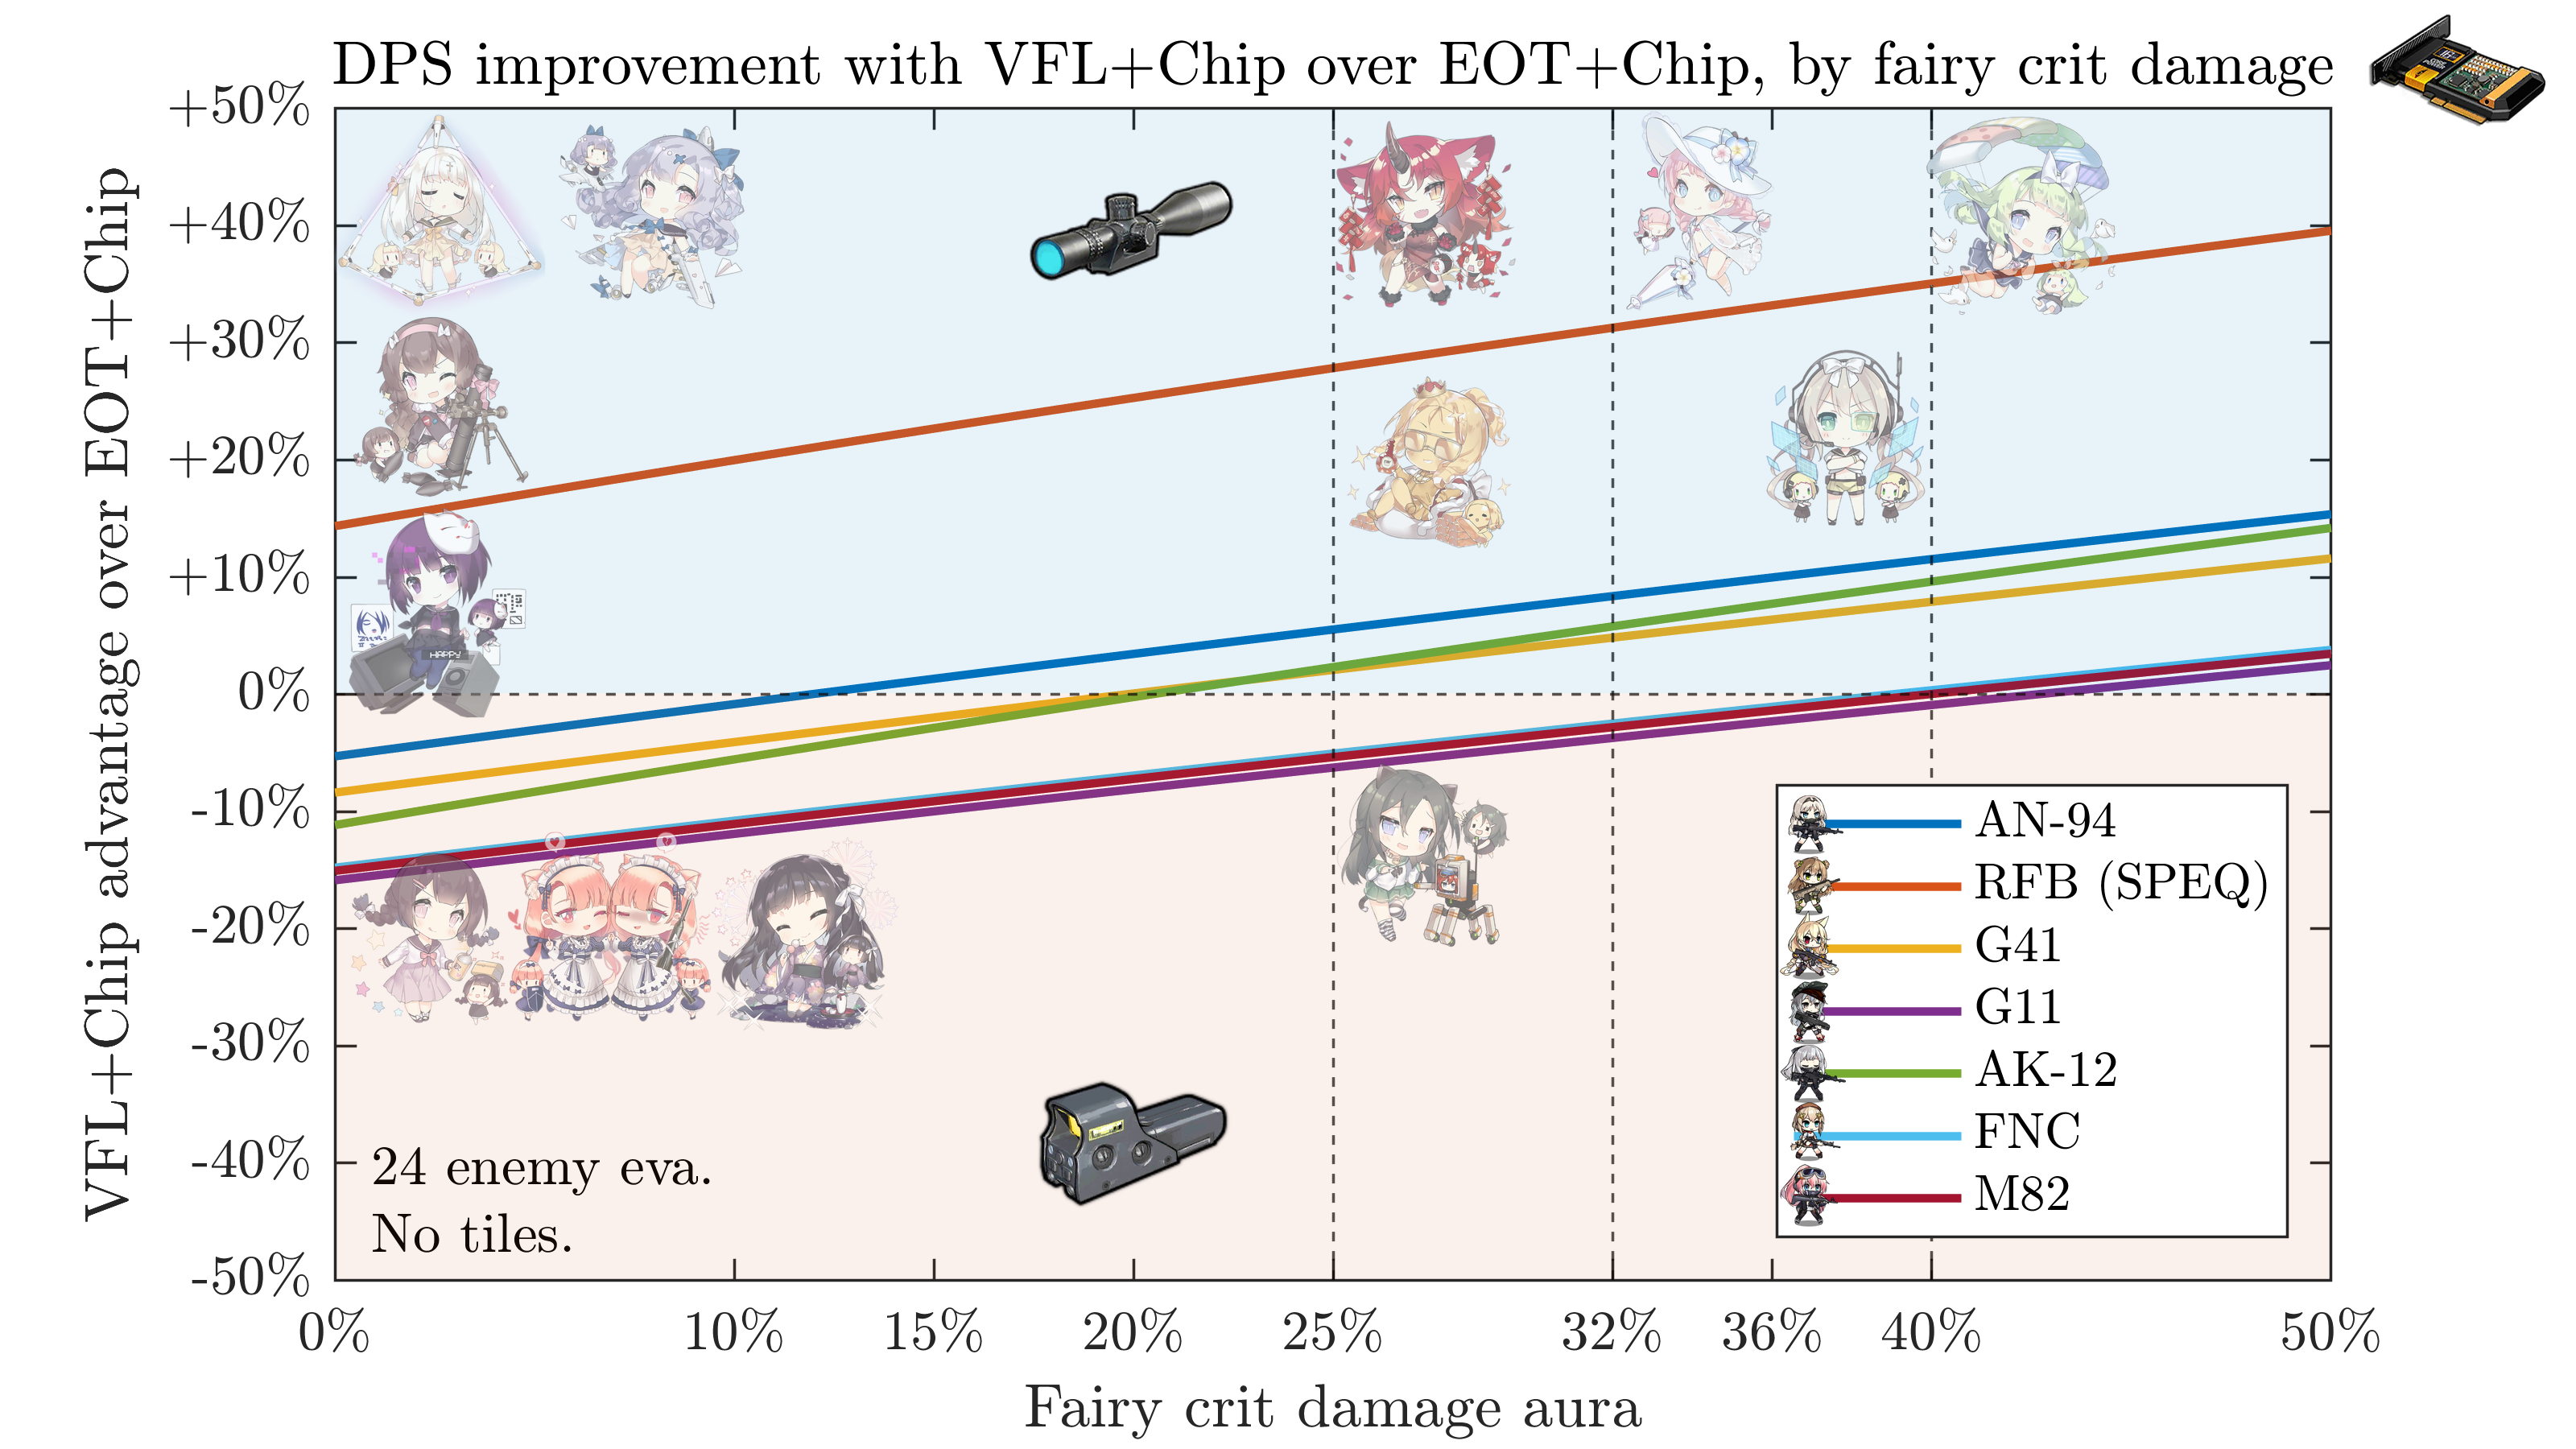 DPS improvement with VFL+Chip over EOT+Chip, by fairy crit damage
VFL+Chip advantage over EOT+Chip
+50%
+40%
+30%
+20%
+10%
0%
-10%
-20%
-30%
-40%
-50%
HAPPY
24 enemy eva.
No tiles.
AN-94
RFB (SPEQ)
G41
G11
AK-12
FNC
M82
0% 10% 15% 20% 25% 32% 36% 40% 50%
Fairy crit damage aura